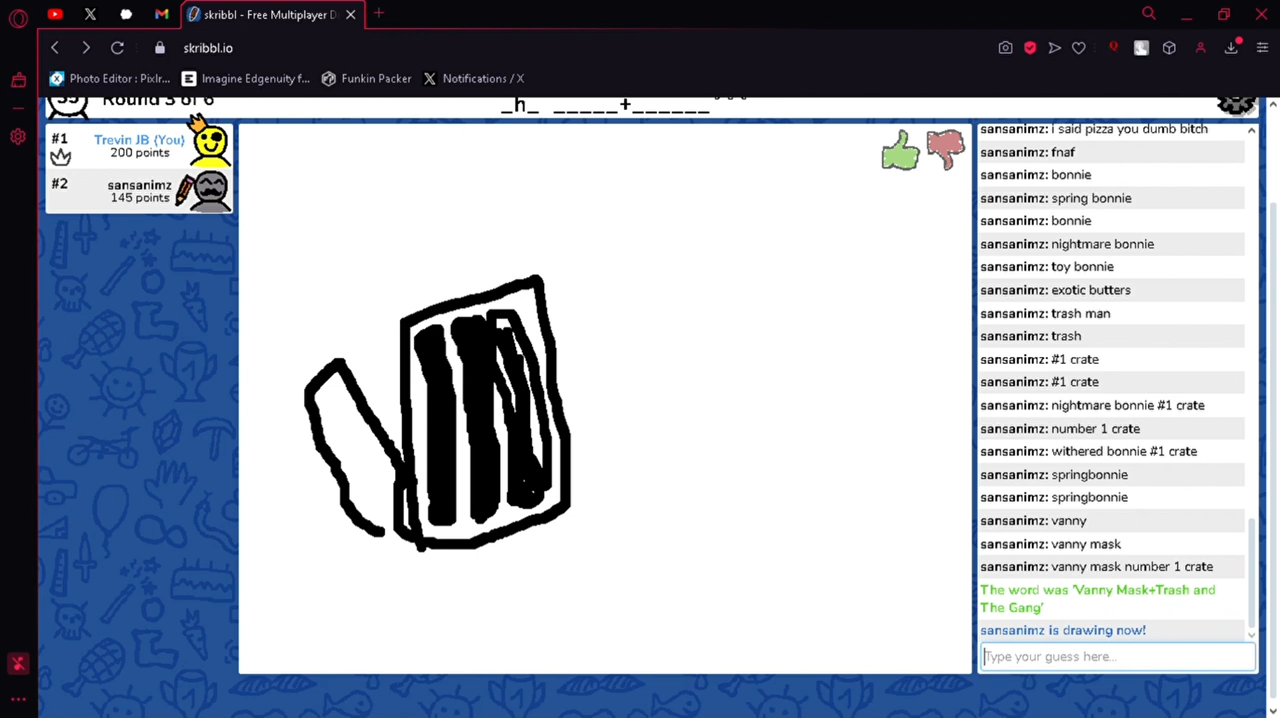 skribbl - Free Multiplayer D
skribbl.io
Photo Editor : Pixlr...
Imagine Edgenuity f...
Funkin Packer
Notifications / X
Round 3 of 6
_h_ _____+______
#1
Trevin JB (You)
200 points
#2
sansanimz
145 points
sansanimz: i said pizza you dumb bitch
sansanimz: fnaf
sansanimz: bonnie
sansanimz: spring bonnie
sansanimz: bonnie
sansanimz: nightmare bonnie
sansanimz: toy bonnie
sansanimz: exotic butters
sansanimz: trash man
sansanimz: trash
sansanimz: #1 crate
sansanimz: #1 crate
sansanimz: nightmare bonnie #1 crate
sansanimz: number 1 crate
sansanimz: withered bonnie #1 crate
sansanimz: springbonnie
sansanimz: springbonnie
sansanimz: vanny
sansanimz: vanny mask
sansanimz: vanny mask number 1 crate
The word was 'Vanny Mask+Trash and
The Gang'
sansanimz is drawing now!
Type your guess here...